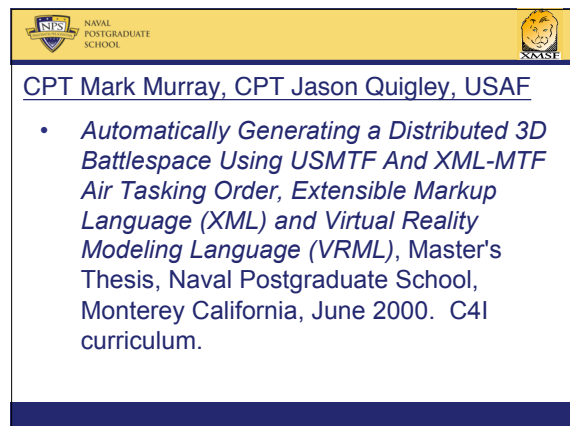 NPS
NAVAL
POSTGRADUATE
SCHOOL
XMSF
CPT Mark Murray, CPT Jason Quigley, USAF
• Automatically Generating a Distributed 3D
Battlespace Using USMTF And XML-MTF
Air Tasking Order, Extensible Markup
Language (XML) and Virtual Reality
Modeling Language (VRML), Master's
Thesis, Naval Postgraduate School,
Monterey California, June 2000.  C4I
curriculum.